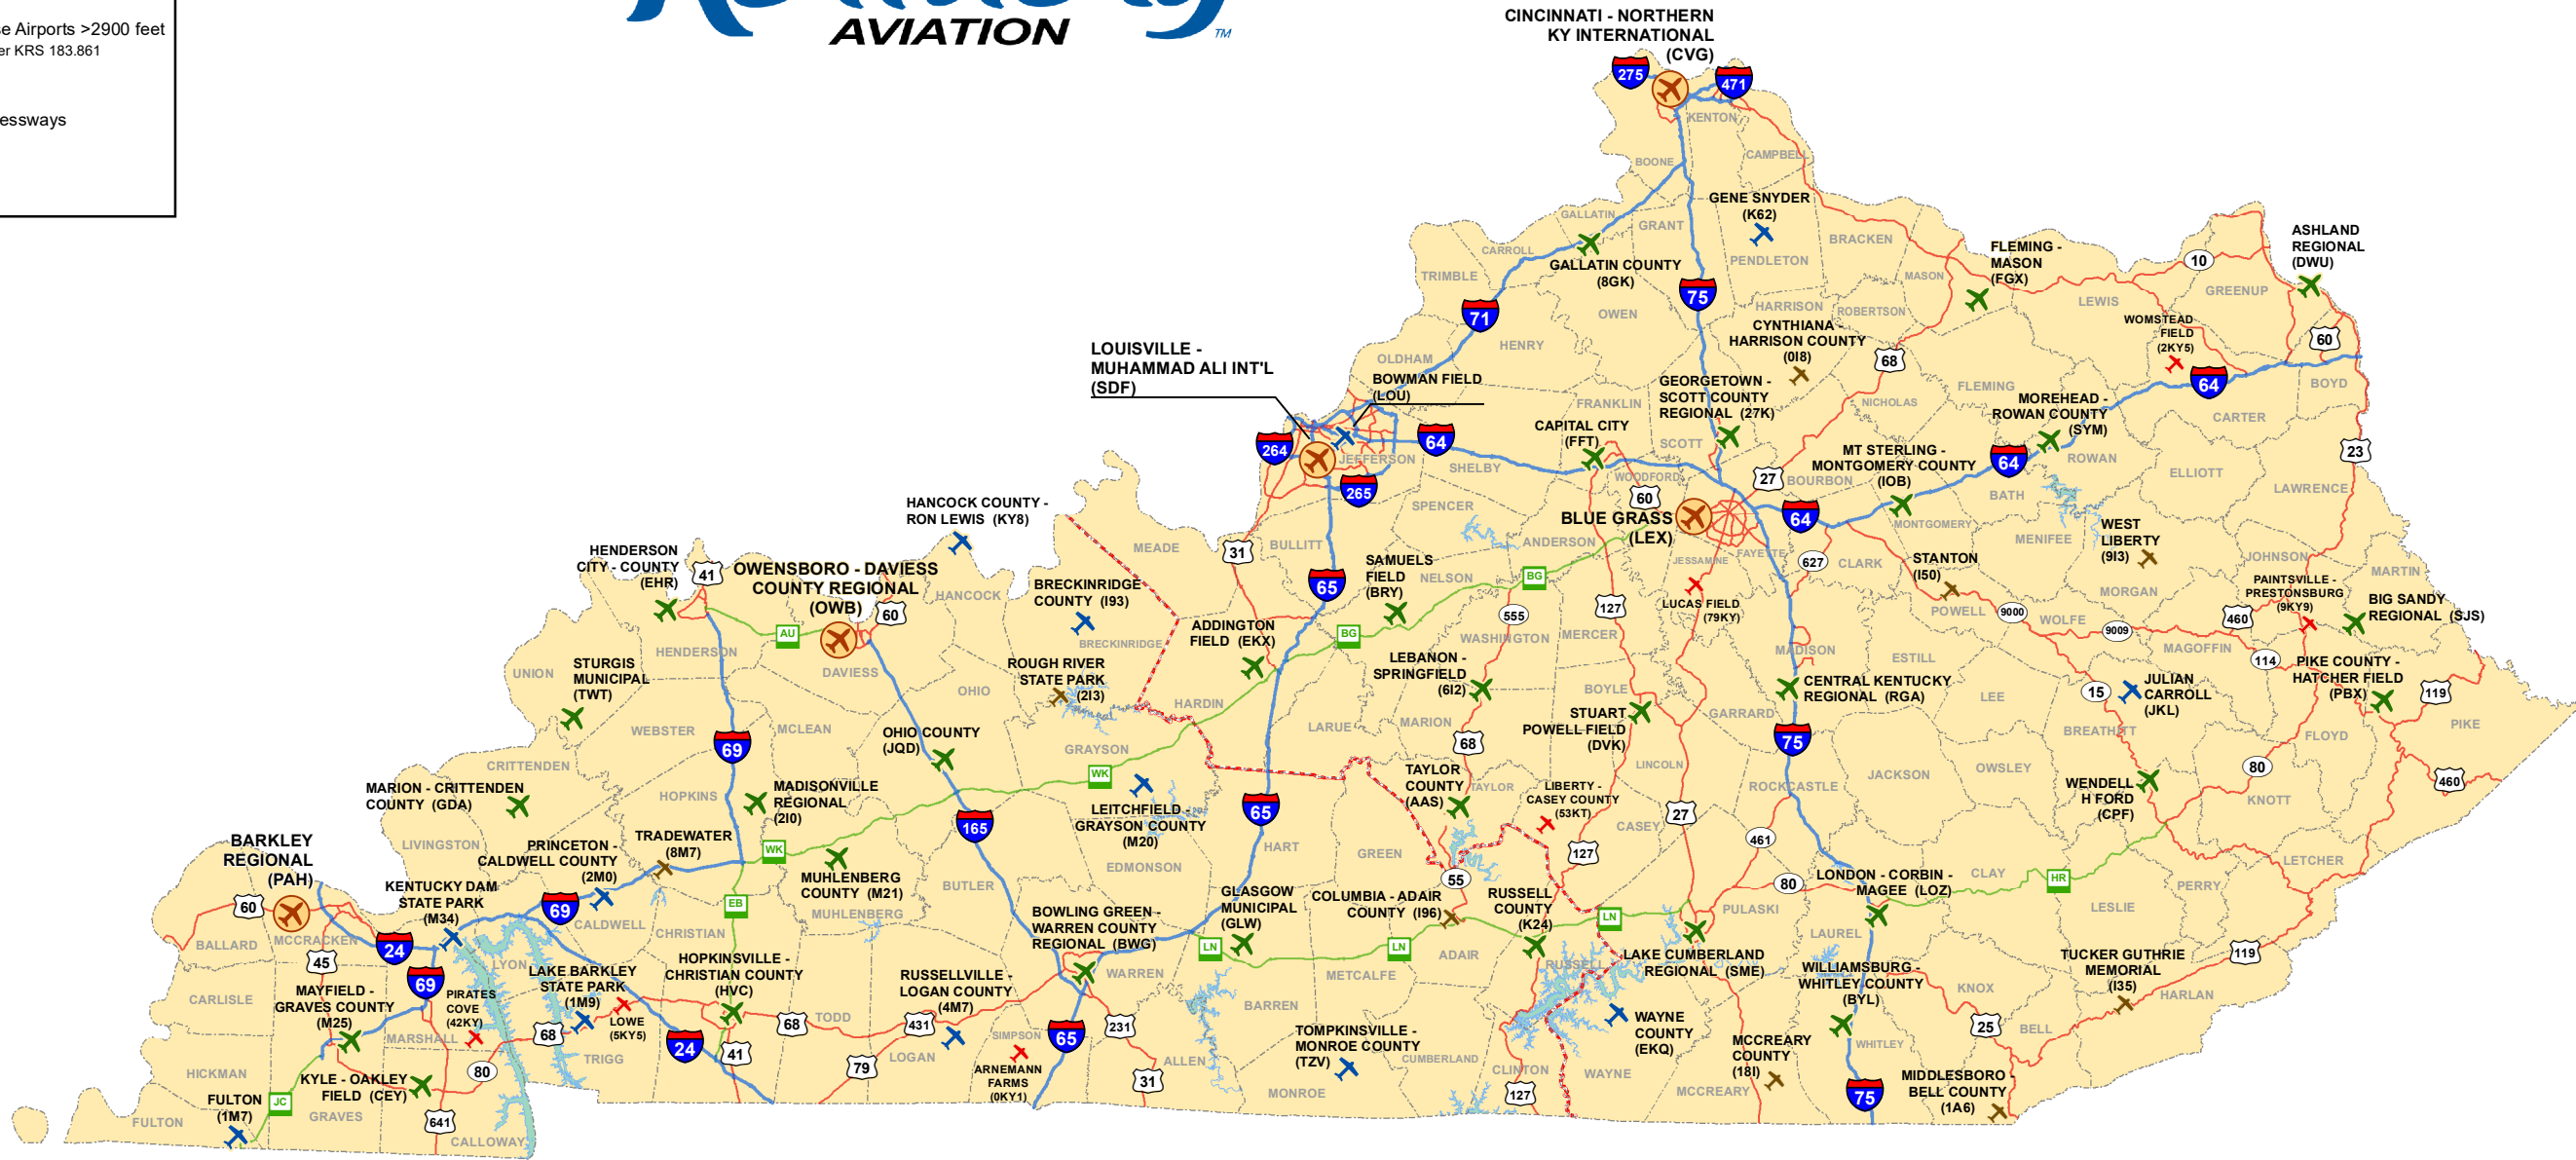 e Airports >2900 feet
er KRS 183.861
essways
AVIATION
TM
CINCINNATI - NORTHERN
KY INTERNATIONAL
(CVG)
275
471
KENTON
BOONE
CAMPBELL
GENE SNYDER
(K62)
GALLATIN
GRANT
CARROLL
BRACKEN
PENDLETON
GALLATIN COUNTY
(8GK)
TRIMBLE
75
71
OWEN
HARRISON
ROBERTSON
MASON
FLEMING -
MASON
(FGX)
LEWIS
10
GREENUP
ASHLAND
REGIONAL
(DWU)
60
WOMSTEAD
FIELD
(2KY5)
64
BOYD
CARTER
CYNTHIANA -
HARRISON COUNTY
(0I8)
68
HENRY
OLDHAM
LOUISVILLE -
MUHAMMAD ALI INT'L
(SDF)
BOWMAN FIELD
(LOU)
GEORGETOWN -
SCOTT COUNTY
REGIONAL (27K)
FRANKLIN
NICHOLAS
FLEMING
MOREHEAD -
ROWAN COUNTY
(SYM)
CAPITAL CITY
(FFT)
SCOTT
264
JEFFERSON
64
SHELBY
265
WOODFORD
60
27
BOURBON
MT STERLING -
MONTGOMERY COUNTY
(IOB)
64
ROWAN
ELLIOTT
23
LAWRENCE
BATH
MONTGOMERY
MENIFEE
WEST
LIBERTY
(9I3)
JOHNSON
MARTIN
SPENCER
BLUE GRASS
(LEX)
64
FAYETTE
JESSAMINE
ANDERSON
627
CLARK
STANTON
(I50)
POWELL
9000
WOLFE
MORGAN
9009
460
PAINTSVILLE -
PRESTONSBURG
(9KY9)
BIG SANDY
REGIONAL (SJS)
MAGOFFIN
114
HANCOCK COUNTY -
RON LEWIS (KY8)
MEADE
31
BULLITT
65
SAMUELS
FIELD
(BRY)
NELSON
BG
555
127
LUCAS FIELD
(79KY)
HENDERSON
CITY - COUNTY
(EHR)
41
OWENSBORO - DAVIESS
COUNTY REGIONAL
(OWB)
60
HANCOCK
BRECKINRIDGE
COUNTY (I93)
BRECKINRIDGE
AU
HENDERSON
DAVIESS
ADDINGTON
FIELD (EKX)
BG
WASHINGTON
MERCER
MADISON
ESTILL
UNION
STURGIS
MUNICIPAL
(TWT)
ROUGH RIVER
STATE PARK
(2I3)
HARDIN
LEBANON -
SPRINGFIELD
(6I2)
BOYLE
CENTRAL KENTUCKY
REGIONAL (RGA)
LEE
15
JULIAN
CARROLL
(JKL)
PIKE COUNTY -
HATCHER FIELD
(PBX)
119
PIKE
OHIO
WEBSTER
MCLEAN
69
OHIO COUNTY
(JQD)
GRAYSON
LARUE
MARION
68
STUART
POWELL FIELD
(DVK)
GARRARD
75
BREATHITT
FLOYD
80
460
CRITTENDEN
MARION - CRITTENDEN
COUNTY (GDA)
HOPKINS
MADISONVILLE
REGIONAL
(2I0)
WK
LEITCHFIELD -
GRAYSON COUNTY
(M20)
65
TAYLOR
COUNTY
(AAS)
TAYLOR
LIBERTY -
CASEY COUNTY
(53KT)
LINCOLN
27
ROCKCASTLE
JACKSON
OWSLEY
WENDELL
H FORD
(CPF)
KNOTT
BARKLEY
REGIONAL
(PAH)
LIVINGSTON
PRINCETON -
CALDWELL COUNTY
(2M0)
TRADEWATER
(8M7)
WK
165
MUHLENBERG
COUNTY (M21)
BUTLER
EDMONSON
HART
GREEN
127
CASEY
461
LETCHER
KENTUCKY DAM
STATE PARK
(M34)
60
69
CALDWELL
EB
CHRISTIAN
MUHLENBERG
BOWLING GREEN -
WARREN COUNTY
REGIONAL (BWG)
GLASGOW
MUNICIPAL
(GLW)
55
COLUMBIA - ADAIR
COUNTY (I96)
RUSSELL
COUNTY
(K24)
80
LONDON - CORBIN -
MAGEE (LOZ)
CLAY
HR
PERRY
LESLIE
BALLARD
MCCRACKEN
24
LN
LN
LN
PULASKI
LAUREL
45
69
LYON
LAKE BARKLEY
STATE PARK
(1M9)
HOPKINSVILLE -
CHRISTIAN COUNTY
(HVC)
RUSSELLVILLE -
LOGAN COUNTY
(4M7)
WARREN
METCALFE
ADAIR
RUSSELL
LAKE CUMBERLAND
REGIONAL (SME)
WILLIAMSBURG -
WHITLEY COUNTY
(BYL)
TUCKER GUTHRIE
MEMORIAL
(I35)
119
CARLISLE
MAYFIELD -
GRAVES COUNTY
(M25)
PIRATES
COVE
(42KY)
LOWE
(5KY5)
BARREN
KNOX
HARLAN
MARSHALL
68
TRIGG
24
41
68
TODD
431
SIMPSON
65
231
TOMPKINSVILLE -
MONROE COUNTY
(TZV)
WAYNE
COUNTY
(EKQ)
25
BELL
HICKMAN
KYLE - OAKLEY
FIELD (CEY)
80
79
LOGAN
ARNEMANN
FARMS
(0KY1)
ALLEN
31
CUMBERLAND
CLINTON
WAYNE
MCCREARY
COUNTY
(18I)
WHITLEY
FULTON
(1M7)
JC
GRAVES
MONROE
127
MCCREARY
75
MIDDLESBORO -
BELL COUNTY
(1A6)
FULTON
641
CALLOWAY